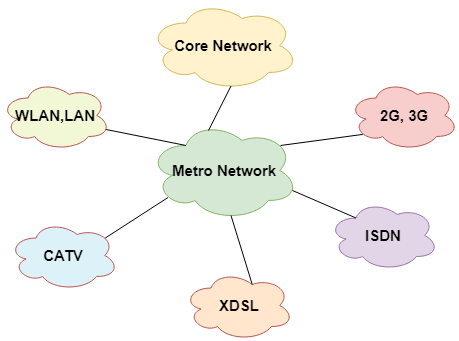 Core Network
WLAN,LAN
2G, 3G
Metro Network
ISDN
CATV
XDSL